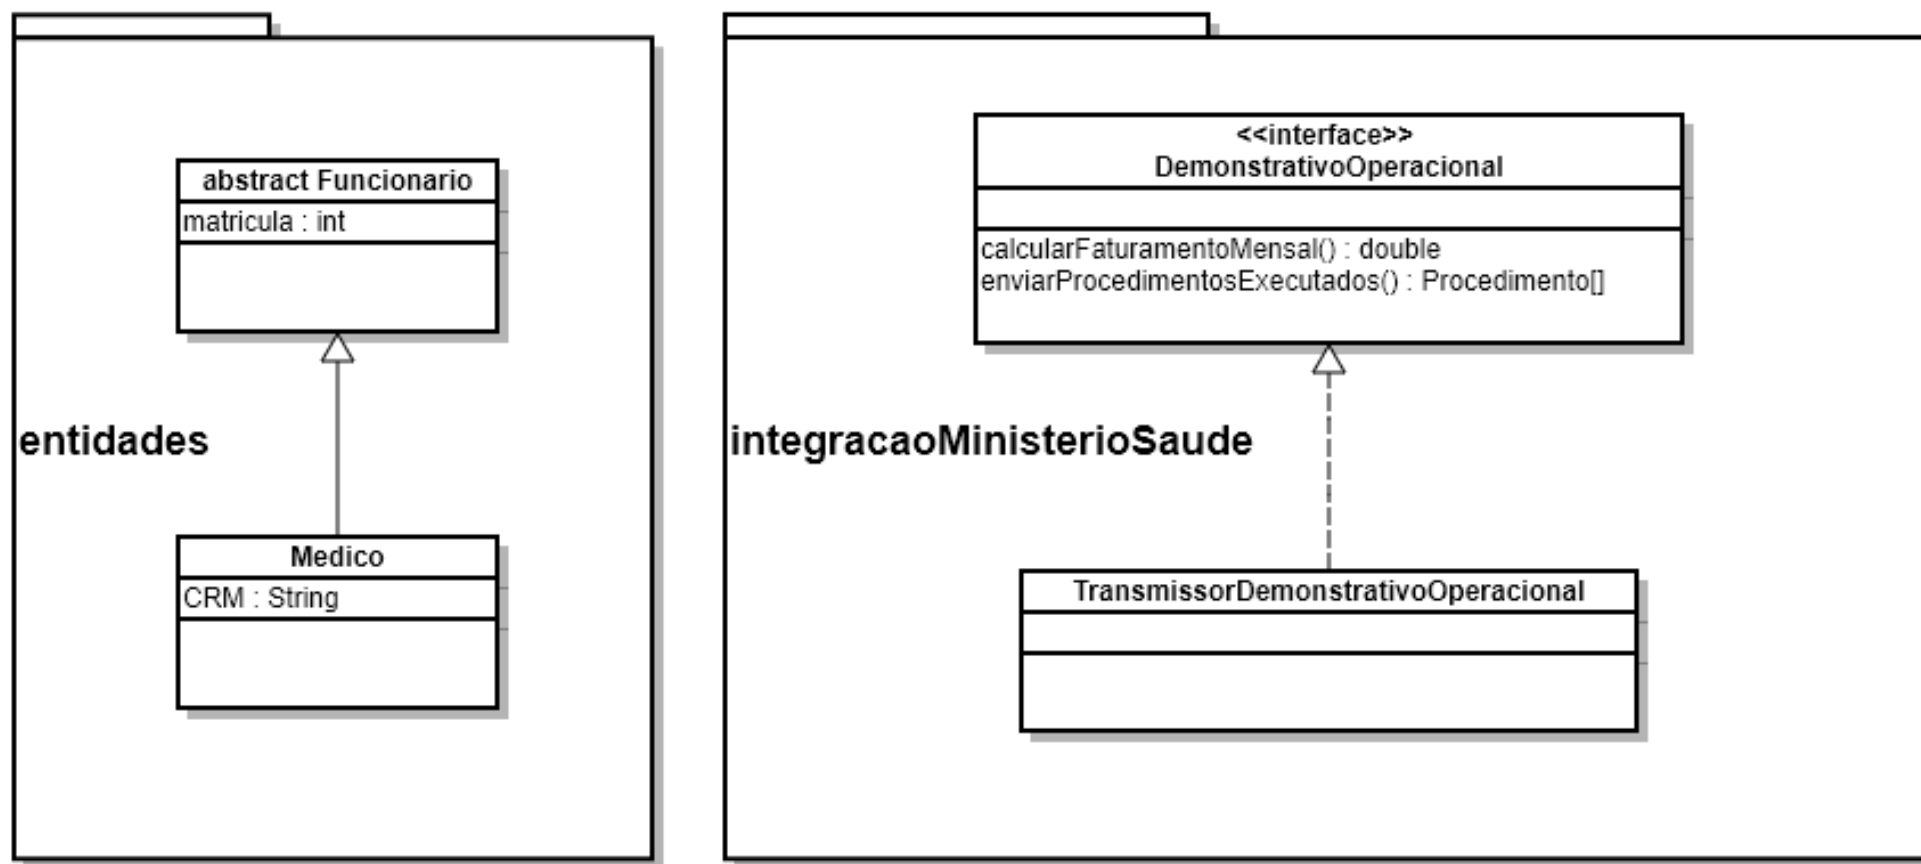 abstract Funcionario
matricula : int
entidades
Medico
CRM : String
<<interface>>
DemonstrativoOperacional
calcularFaturamentoMensal() : double
enviarProcedimentosExecutados() : Procedimento[]
integracaoMinisterioSaude
TransmissorDemonstrativoOperacional